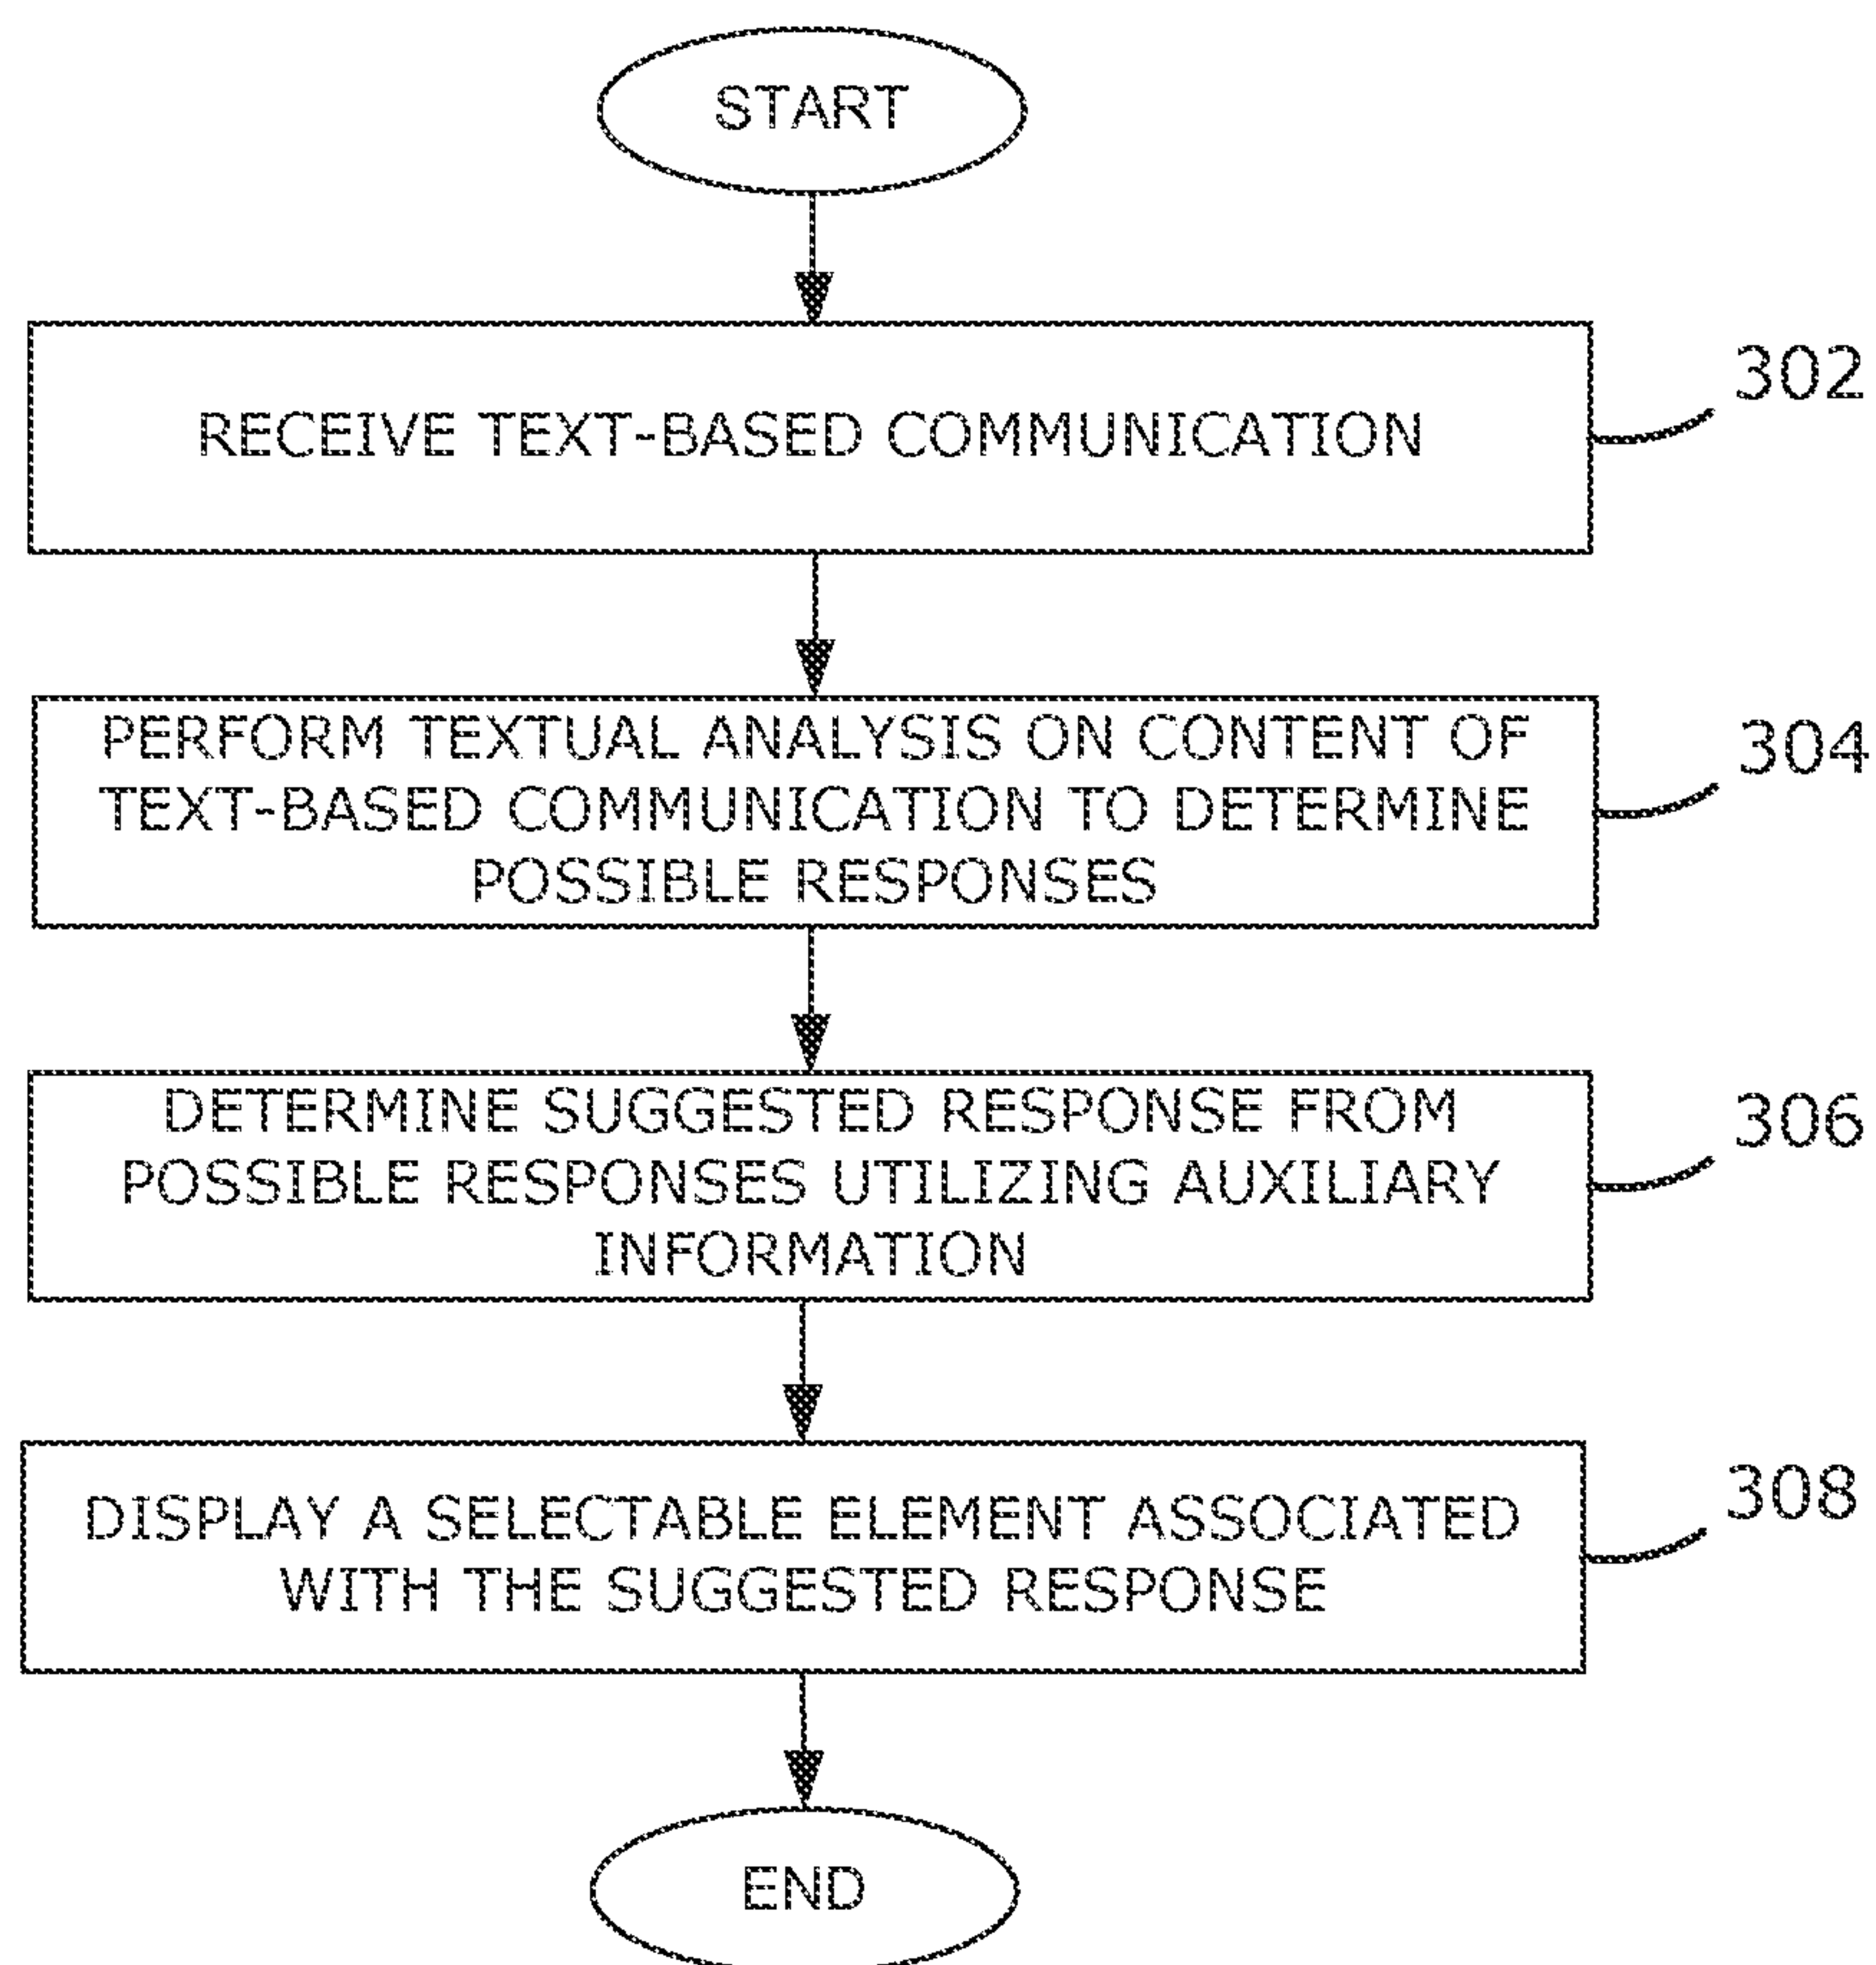 START
RECEIVE TEXT-BASED COMMUNICATION
302
PERFORM TEXTUAL ANALYSIS ON CONTENT OF
TEXT-BASED COMMUNICATION TO DETERMINE
POSSIBLE RESPONSES
304
DETERMINE SUGGESTED RESPONSE FROM
POSSIBLE RESPONSES UTILIZING AUXILIARY
INFORMATION
306
DISPLAY A SELECTABLE ELEMENT ASSOCIATED
WITH THE SUGGESTED RESPONSE
308
END